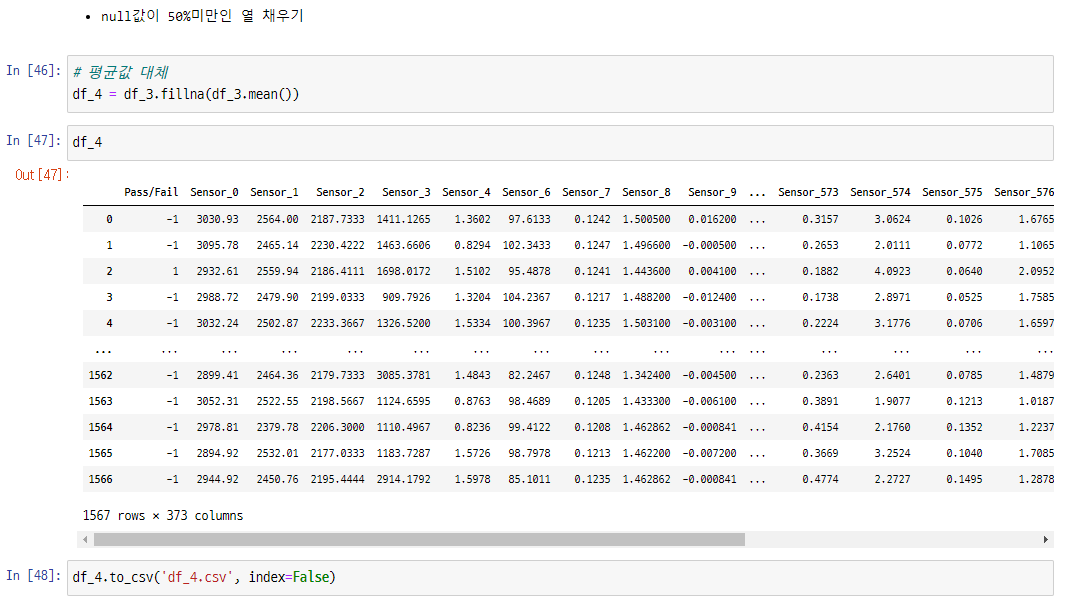 • null값이 50%미만인 열 채우기
In [46]: # 평균값 대체
df_4 = df_3.fillna(df_3.mean())
In [47]: df_4
Out[47]:
Pass/Fail Sensor_0 Sensor_1 Sensor_2 Sensor_3 Sensor_4 Sensor_6 Sensor_7 Sensor_8 Sensor_9 ... Sensor_573 Sensor_574 Sensor_575 Sensor_576
0 -1 3030.93 2564.00 2187.7333 1411.1265 1.3602 97.6133 0.1242 1.500500 0.016200 ... 0.3157 3.0624 0.1026 1.6765
1 -1 3095.78 2465.14 2230.4222 1463.6606 0.8294 102.3433 0.1247 1.496600 -0.000500 ... 0.2653 2.0111 0.0772 1.1065
2 1 2932.61 2559.94 2186.4111 1698.0172 1.5102 95.4878 0.1241 1.443600 0.004100 ... 0.1882 4.0923 0.0640 2.0952
3 -1 2988.72 2479.90 2199.0333 909.7926 1.3204 104.2367 0.1217 1.488200 -0.012400 ... 0.1738 2.8971 0.0525 1.7585
4 -1 3032.24 2502.87 2233.3667 1326.5200 1.5334 100.3967 0.1235 1.503100 -0.003100 ... 0.2224 3.1776 0.0706 1.6597
... ... ... ... ... ... ... ... ... ... ... ... ... ... ... ...
1562 -1 2899.41 2464.36 2179.7333 3085.3781 1.4843 82.2467 0.1248 1.342400 -0.004500 ... 0.2363 2.6401 0.0785 1.4879
1563 -1 3052.31 2522.55 2198.5667 1124.6595 0.8763 98.4689 0.1205 1.433300 -0.006100 ... 0.3891 1.9077 0.1213 1.0187
1564 -1 2978.81 2379.78 2206.3000 1110.4967 0.8236 99.4122 0.1208 1.462862 -0.000841 ... 0.4154 2.1760 0.1352 1.2237
1565 -1 2894.92 2532.01 2177.0333 1183.7287 1.5726 98.7978 0.1213 1.462200 -0.007200 ... 0.3669 3.2524 0.1040 1.7085
1566 -1 2944.92 2450.76 2195.4444 2914.1792 1.5978 85.1011 0.1235 1.462862 -0.000841 ... 0.4774 2.2727 0.1495 1.2878
1567 rows × 373 columns
In [48]: df_4.to_csv('df_4.csv', index=False)